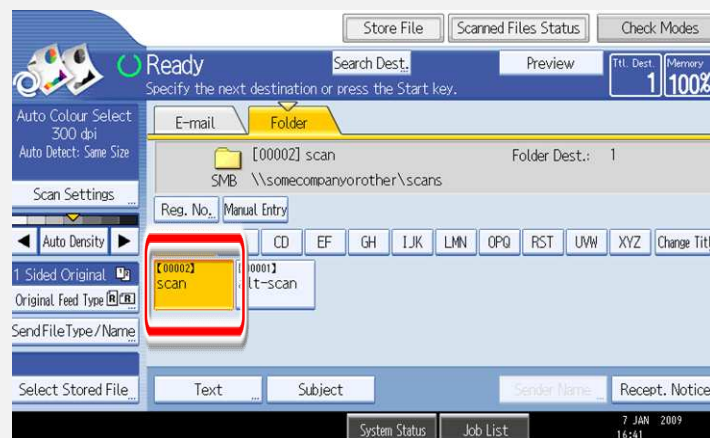 Store File
Scanned Files Status
Check Modes
Ready
Search Dest.
Preview
Ttl. Dest.
1
Memory
100%
Specify the next destination or press the Start key.
Auto Colour Select
300 dpi
Auto Detect: Same Size
Scan Settings
Auto Density
1 Sided Original
Original Feed Type
Send File Type / Name
Select Stored File
E-mail
Folder
[00002] scan
Folder Dest.: 1
SMB \\somecompanyorother\scans
Reg. No.
Manual Entry
CD
EF
GH
IJK
LMN
OPQ
RST
UVW
XYZ
Change Titl
[00002]
scan
00001]
lt-scan
Text
Subject
Sender Name
Recept. Notice
System Status
Job List
7 JAN 2009
16:41